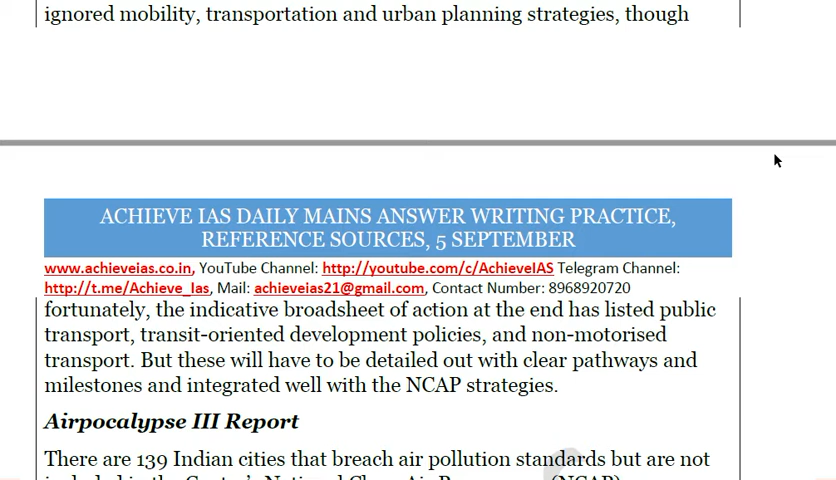 ignored mobility, transportation and urban planning strategies, though
ACHIEVE IAS DAILY MAINS ANSWER WRITING PRACTICE,
REFERENCE SOURCES, 5 SEPTEMBER
www.achieveias.co.in, YouTube Channel: http://youtube.com/c/AchieveIAS Telegram Channel:
http://t.me/Achieve_Ias, Mail: achieveias21@gmail.com, Contact Number: 8968920720
fortunately, the indicative broadsheet of action at the end has listed public
transport, transit-oriented development policies, and non-motorised
transport. But these will have to be detailed out with clear pathways and
milestones and integrated well with the NCAP strategies.
Airpocalypse III Report
There are 139 Indian cities that breach air pollution standards but are not